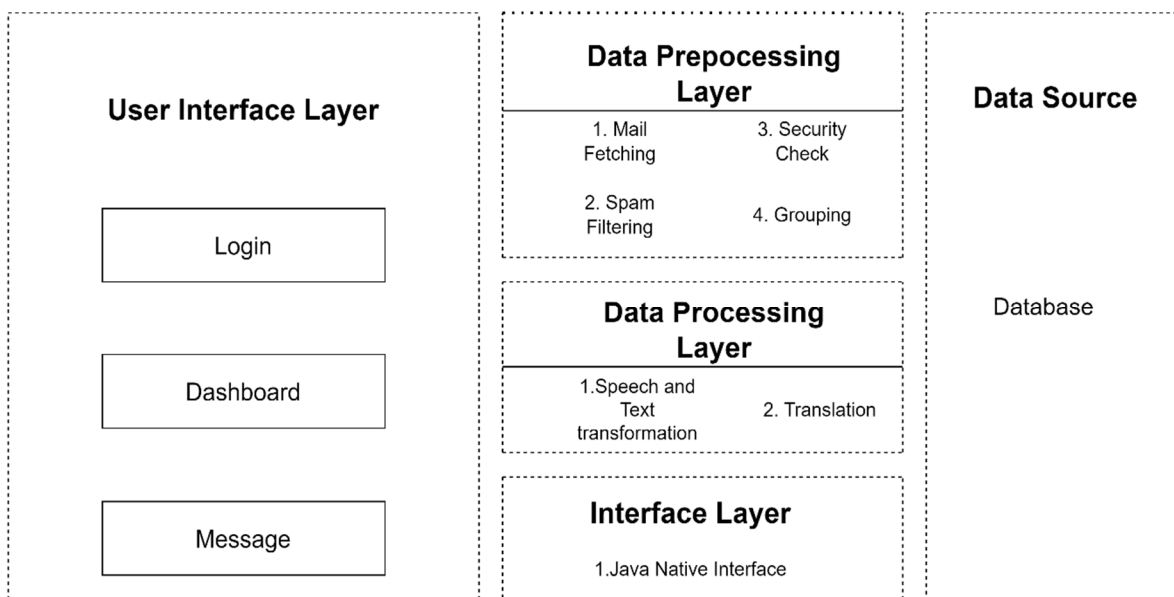 User Interface Layer
Login
Dashboard
Message
Data Prepocessing
Layer
1. Mail
Fetching
3. Security
Check
2. Spam
Filtering
4. Grouping
Data Processing
Layer
1.Speech and
Text
transformation
2. Translation
Interface Layer
1.Java Native Interface
Data Source
Database